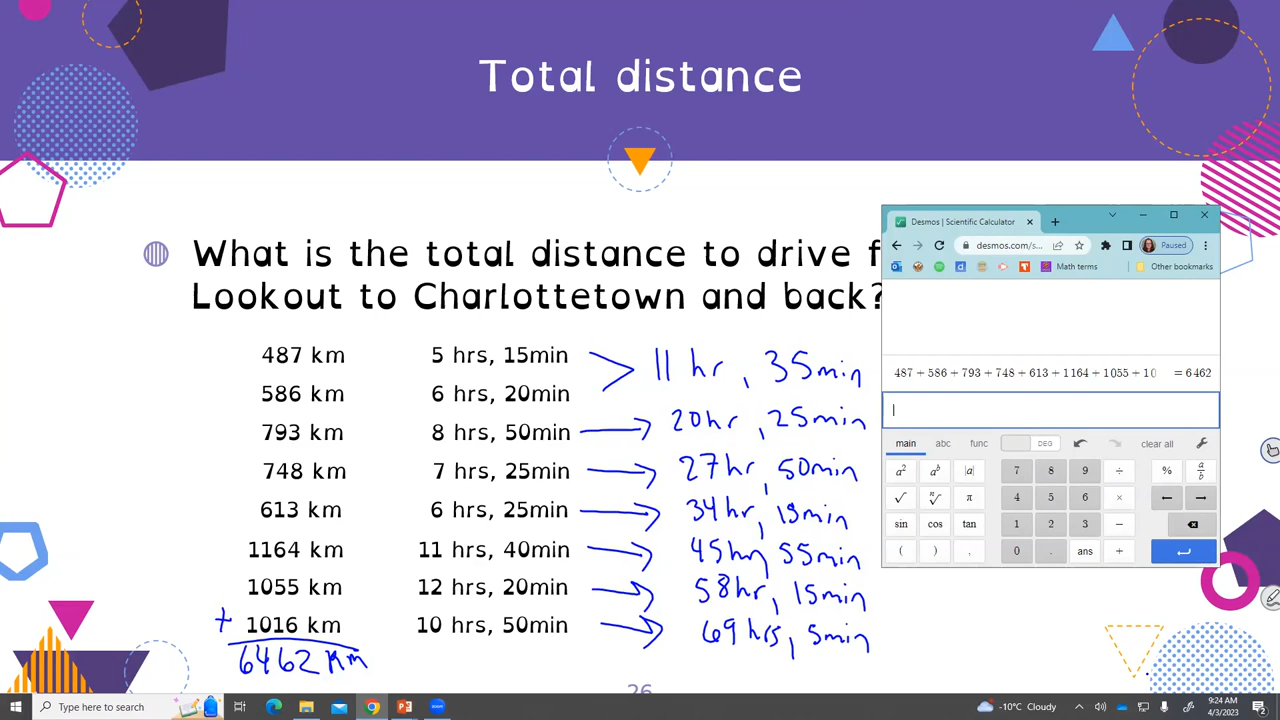 Total distance
What is the total distance to drive f
Lookout to Charlottetown and back?
487 km 5 hrs, 15min 11 hr, 35min
586 km 6 hrs, 20min
793 km 8 hrs, 50min 20hr, 25min
748 km 7 hrs, 25min 27hr, 50min
613 km 6 hrs, 25min 34hr, 15min
1164 km 11 hrs, 40min 45hr, 55min
1055 km 12 hrs, 20min 58hr, 15min
+ 1016 km 10 hrs, 50min 69hrs, 5min
6462 km
26
Desmos | Scientific Calculator
desmos.com/s... Paused
Math terms Other bookmarks
487 + 586 + 793 + 748 + 613 + 1164 + 1055 + 10 = 6462
main abc func DEG clear all
a² aᵇ |a| 7 8 9 ÷ % a/b
√ ⁿ√ π 4 5 6 × ← →
sin cos tan 1 2 3 −
( ) , 0 . ans +
Type here to search
-10°C Cloudy
9:24 AM
4/3/2023
2